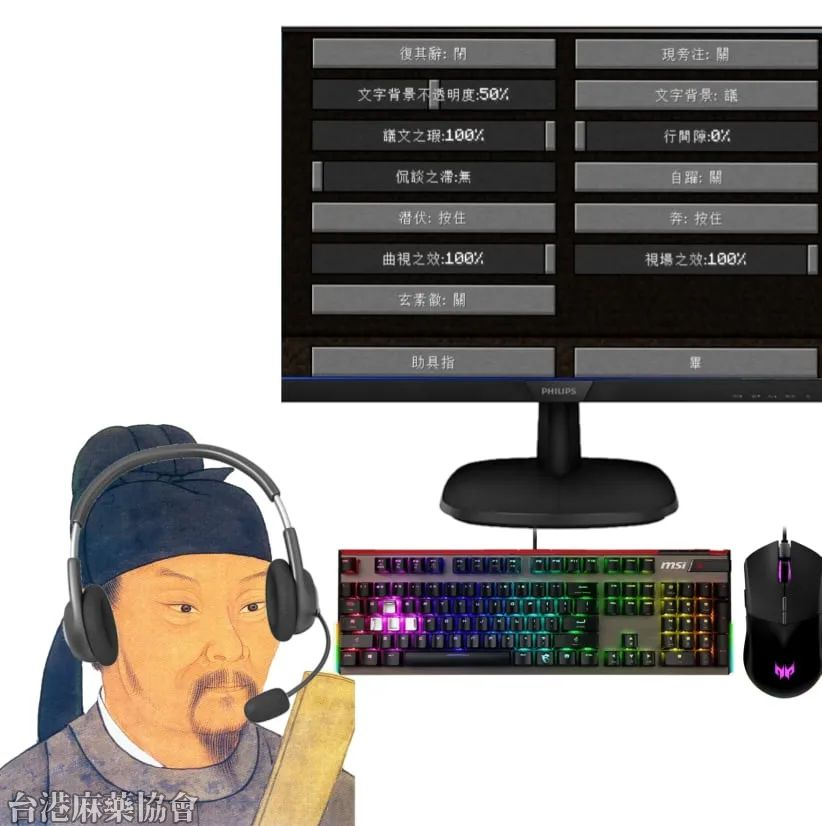 復其辭: 閉
現旁注: 關
文字背景不透明度:50%
文字背景: 議
議文之瑕:100%
行間隙:0%
侃談之滯:無
自躍: 關
潛伏: 按住
奔: 按住
曲視之效:100%
視場之效:100%
玄素徽: 關
助具指
畢
PHILIPS
msi
台港麻藥協會